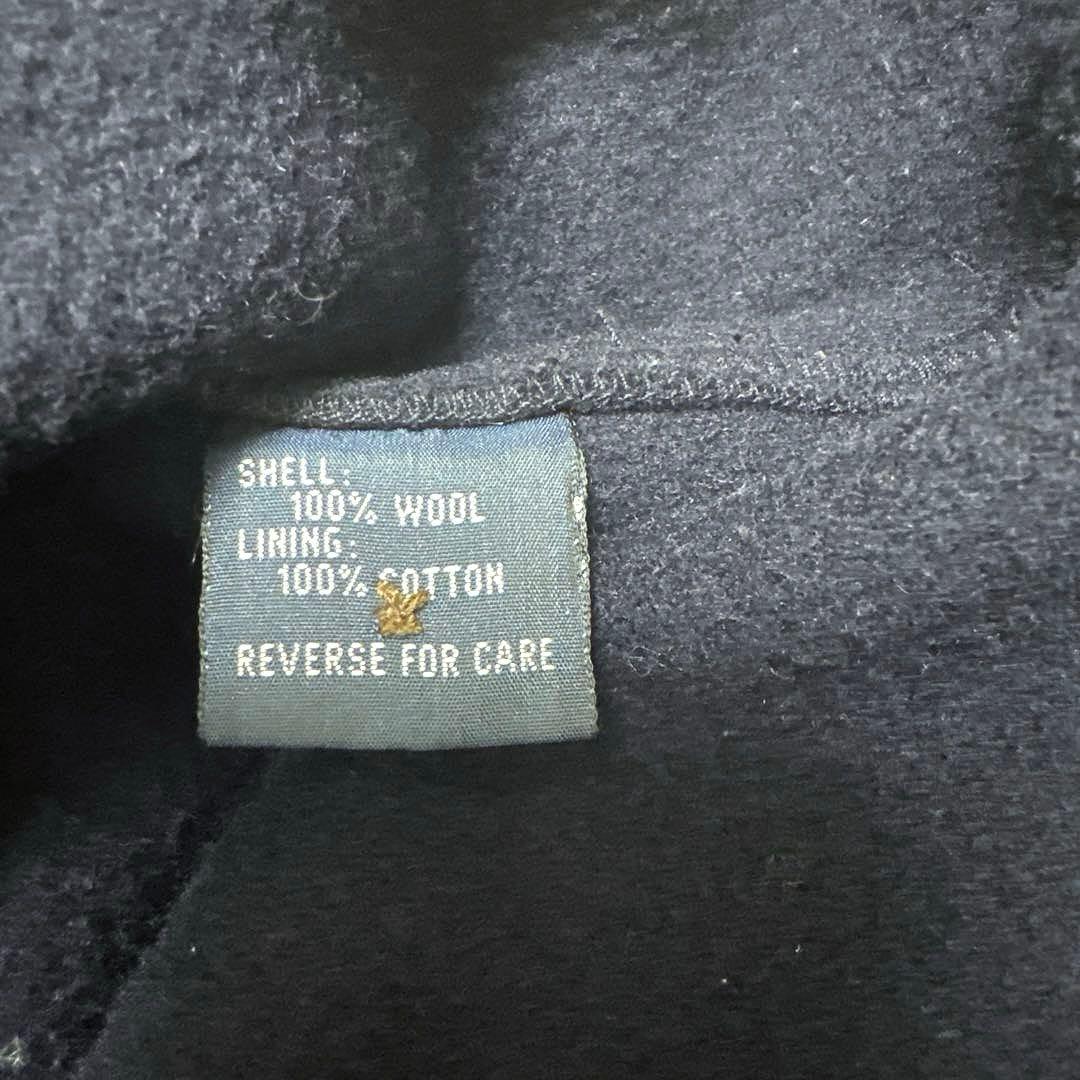 SHELL:
100% WOOL
LINING:
100% COTTON
REVERSE FOR CARE